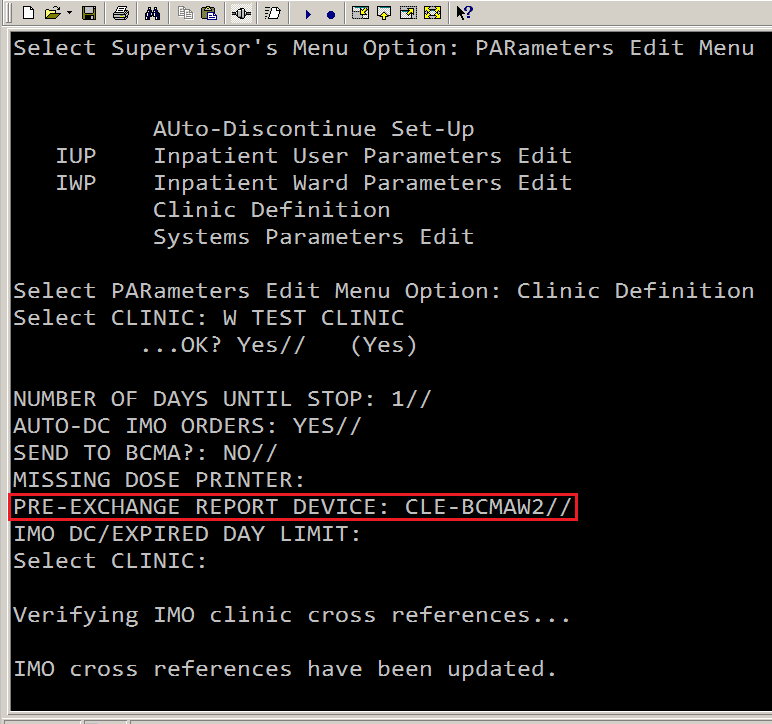 Select Supervisor's Menu Option: PARameters Edit Menu
AUto-Discontinue Set-Up
IUP Inpatient User Parameters Edit
IWP Inpatient Ward Parameters Edit
Clinic Definition
Systems Parameters Edit
Select PARameters Edit Menu Option: Clinic Definition
Select CLINIC: W TEST CLINIC
...OK? Yes// (Yes)
NUMBER OF DAYS UNTIL STOP: 1//
AUTO-DC IMO ORDERS: YES//
SEND TO BCMA?: NO//
MISSING DOSE PRINTER:
PRE-EXCHANGE REPORT DEVICE: CLE-BCMAW2//
IMO DC/EXPIRED DAY LIMIT:
Select CLINIC:
Verifying IMO clinic cross references...
IMO cross references have been updated.